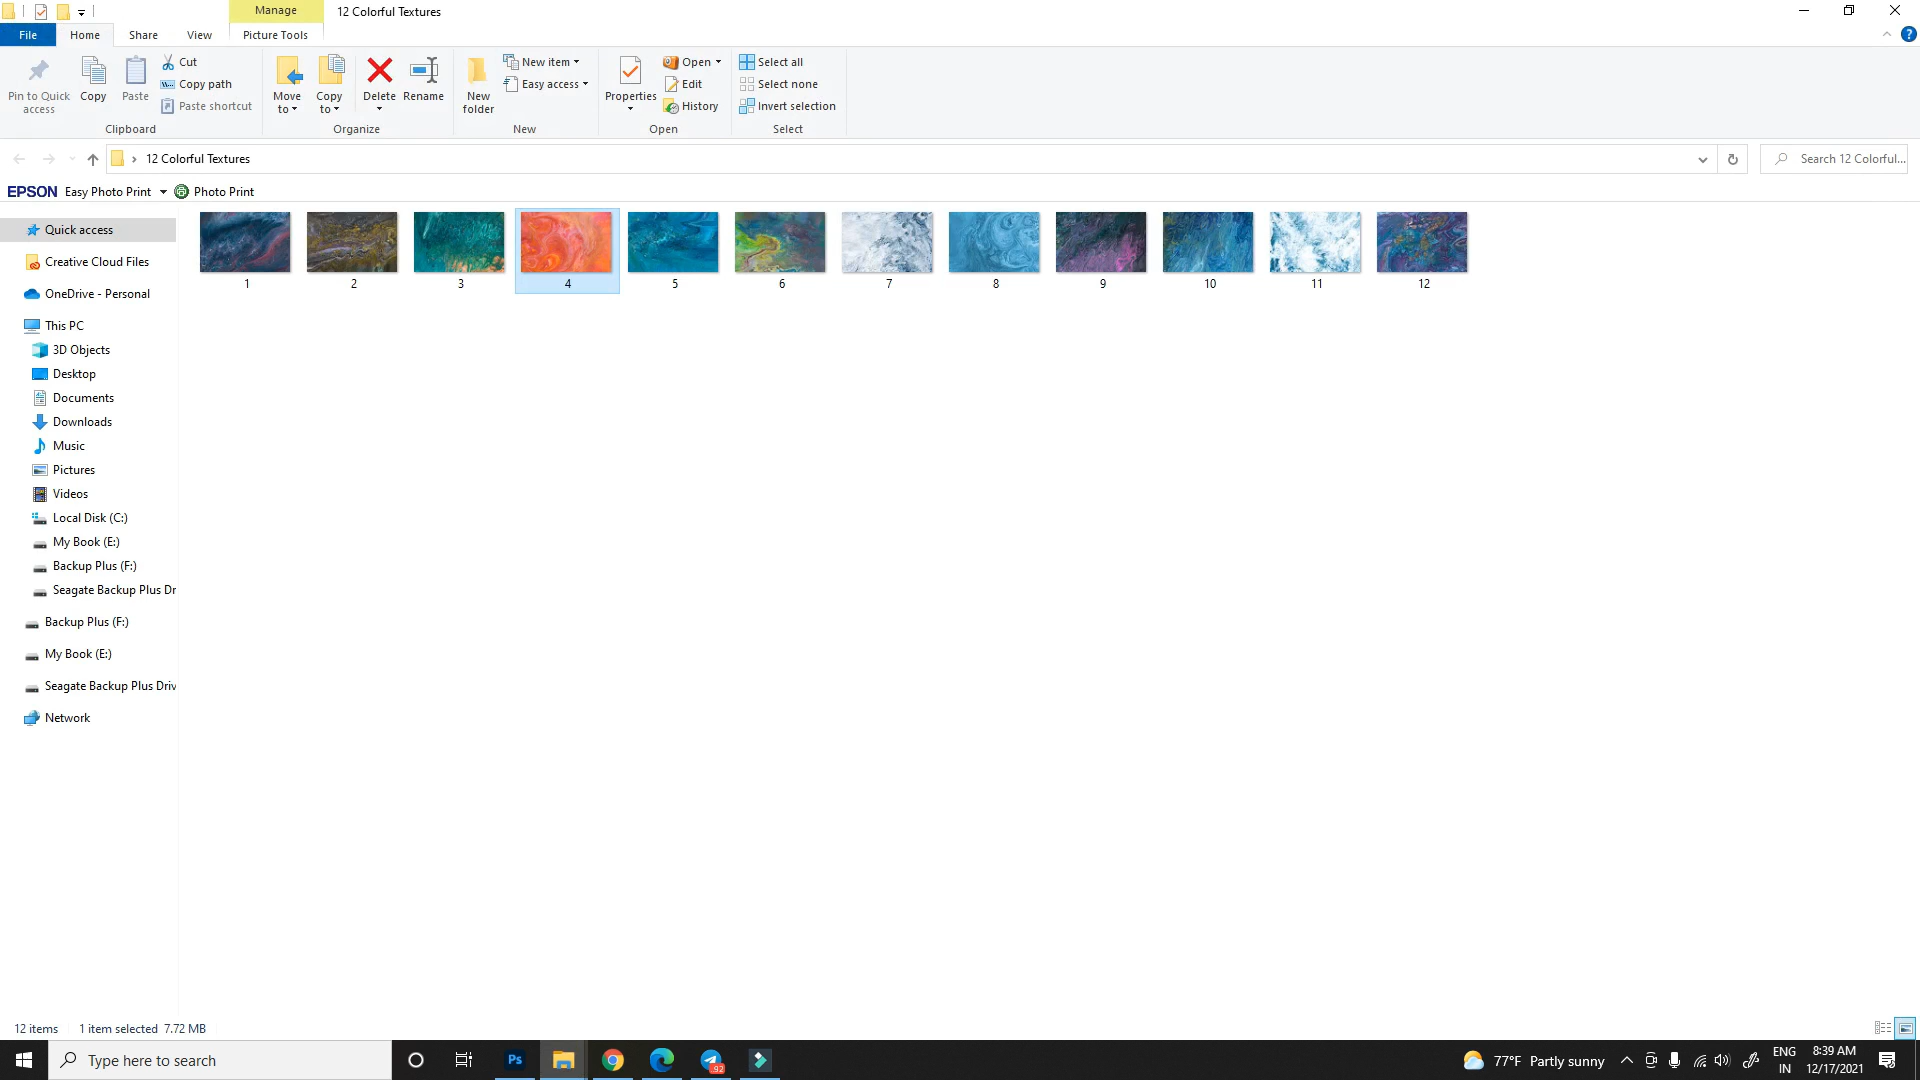 Manage
12 Colorful Textures
File
Home
Share
View
Picture Tools
Pin to Quick access
Copy
Paste
Cut
Copy path
Paste shortcut
Clipboard
Move to
Copy to
Delete
Rename
Organize
New folder
New item
Easy access
New
Properties
Open
Edit
History
Open
Select all
Select none
Invert selection
Select
12 Colorful Textures
Search 12 Colorful...
EPSON Easy Photo Print
Photo Print
Quick access
Creative Cloud Files
OneDrive - Personal
This PC
3D Objects
Desktop
Documents
Downloads
Music
Pictures
Videos
Local Disk (C:)
My Book (E:)
Backup Plus (F:)
Seagate Backup Plus Dr
Backup Plus (F:)
My Book (E:)
Seagate Backup Plus Driv
Network
1
2
3
4
5
6
7
8
9
10
11
12
12 items
1 item selected 7.72 MB
Type here to search
Ps
92
77°F Partly sunny
ENG
IN
8:39 AM
12/17/2021